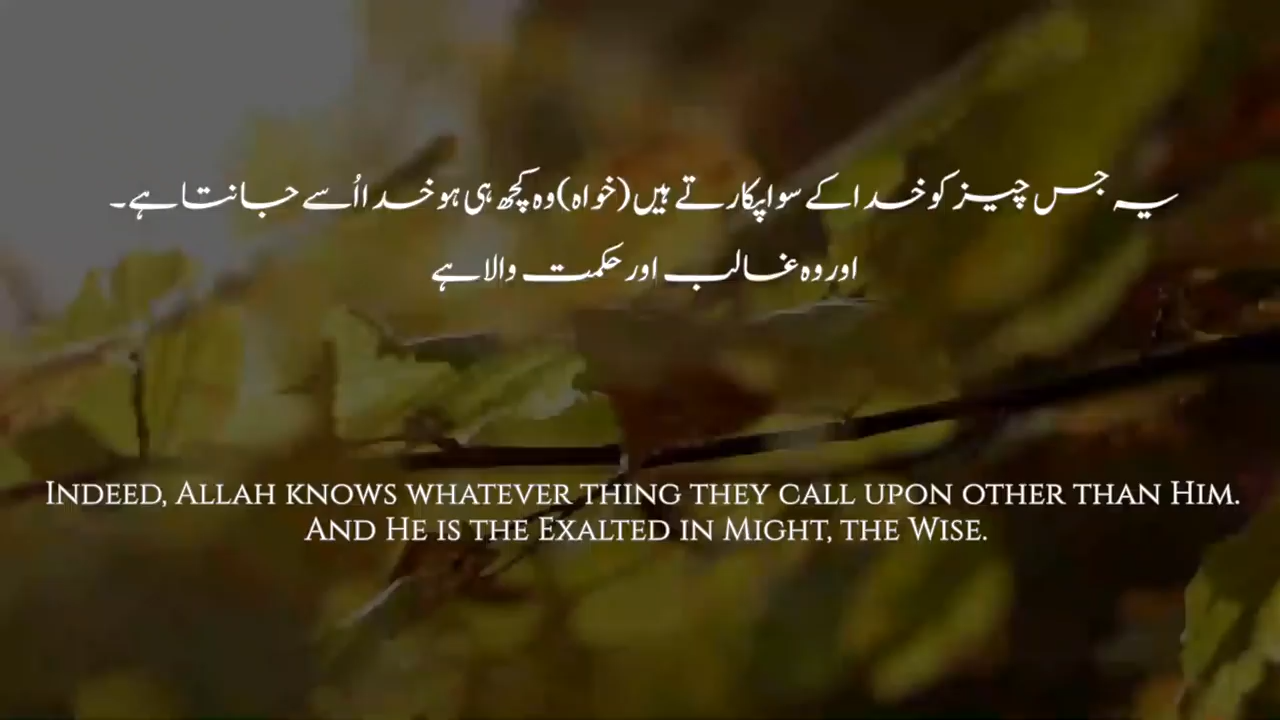 یہ جس چیز کو خدا کے سوا پکارتے ہیں (خواہ) وہ کچھ ہی ہو خدا اُسے جانتا ہے۔
اور وہ غالب اور حکمت والا ہے
Indeed, Allah knows whatever thing they call upon other than Him.
And He is the Exalted in Might, the Wise.